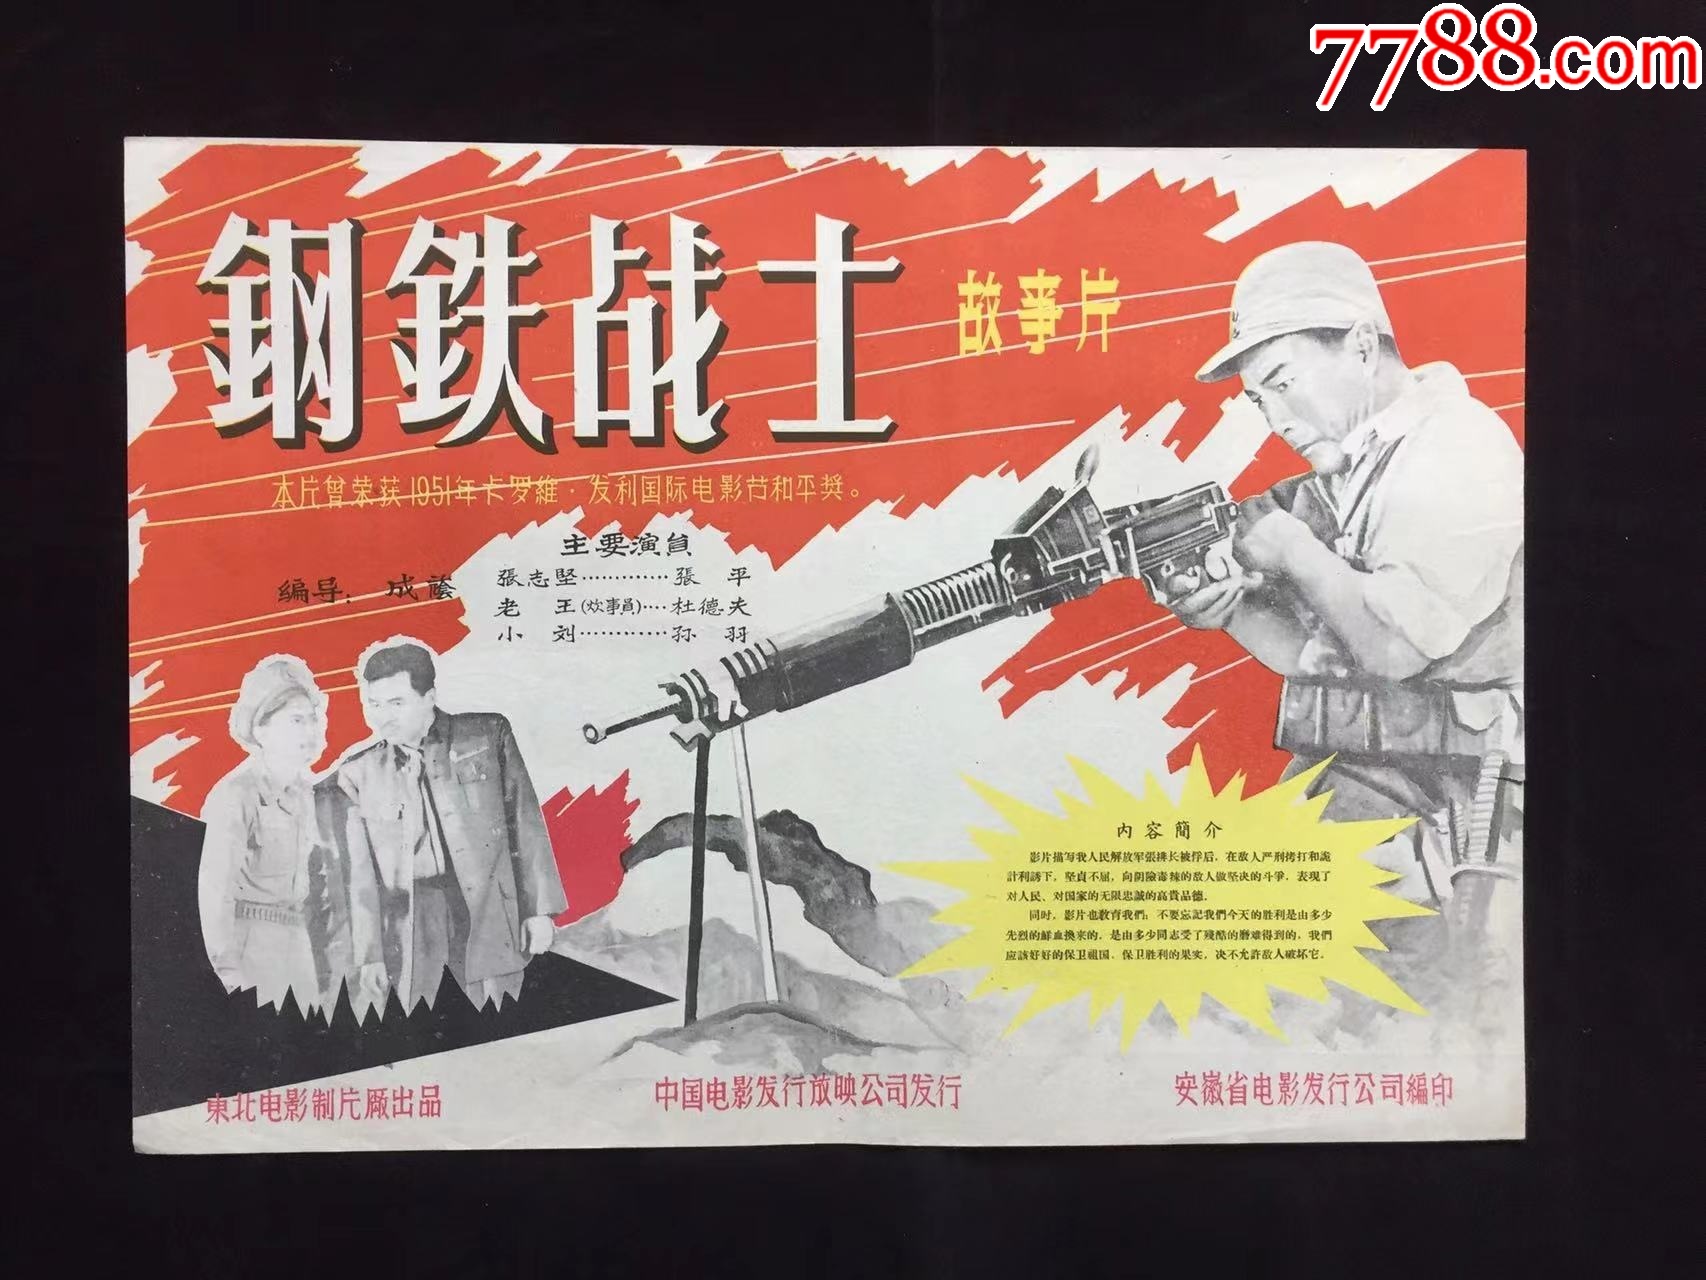 7788.com
鋼鉄战士
故事片
本片曾荣获1951年卡罗維·发利国际电影节和平奖。
主要演員
編导：成蔭
張志堅…………張 平
老 王(炊事員)….杜德夫
小 刘…………孙 羽
内容簡介
影片描写我人民解放軍張排长被俘后，在敌人严刑拷打和詭
計利誘下，坚貞不屈，向阴險毒辣的敌人做坚决的斗爭，表現了
对人民、对国家的无限忠誠的高貴品德。
同时，影片也敎育我們：不要忘記我們今天的胜利是由多少
先烈的鮮血換来的，是由多少同志受了殘酷的磨难得到的，我們
应該好好的保卫祖国，保卫胜利的果实，决不允許敌人破坏它。
東北电影制片廠出品
中国电影发行放映公司发行
安徽省电影发行公司編印